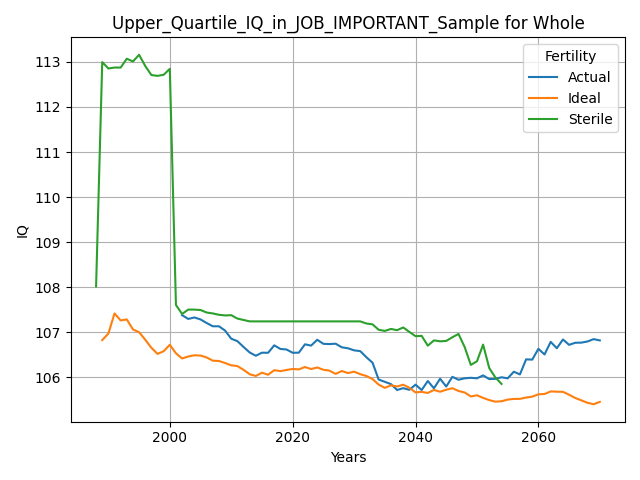 Upper_Quartile_IQ_in_JOB_IMPORTANT_Sample for Whole
Fertility
Actual
Ideal
Sterile
113
112
111
110
109
108
107
106
IQ
2000
2020
2040
2060
Years